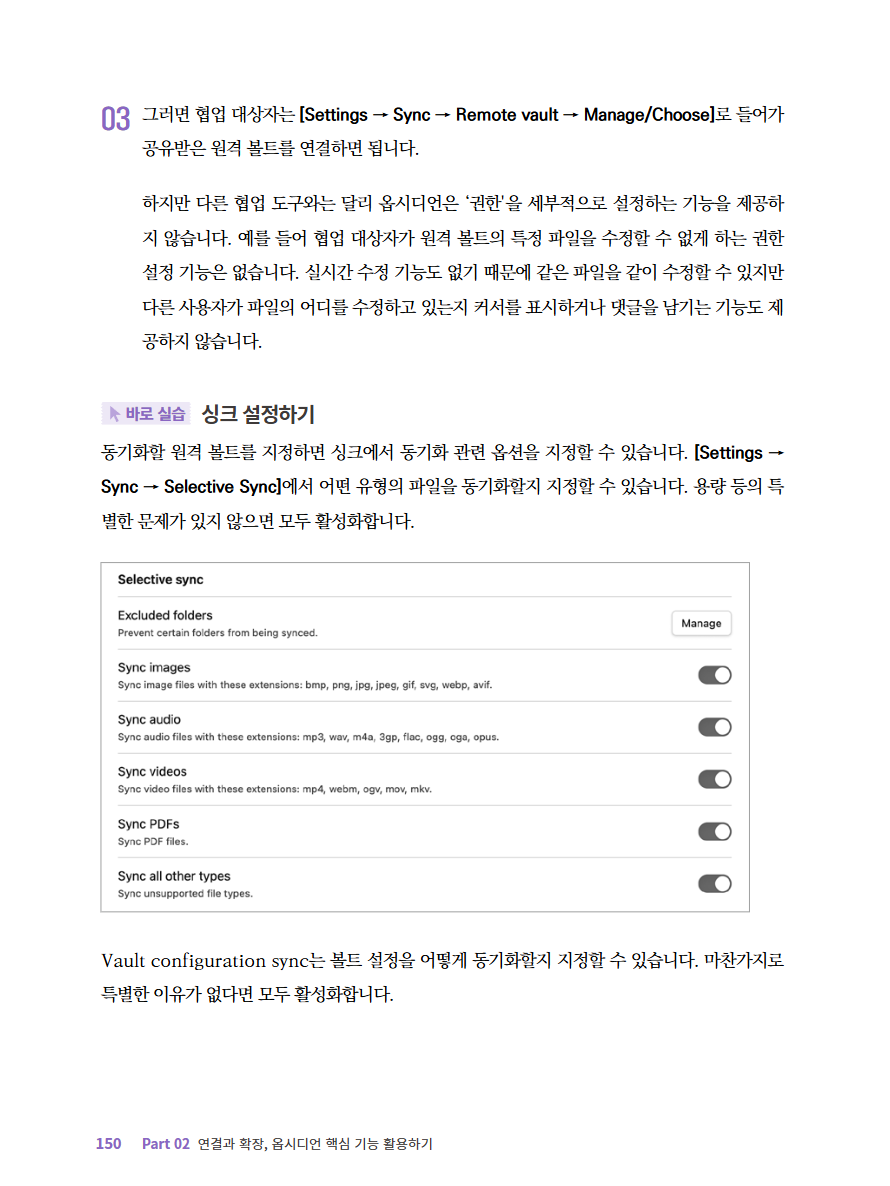 03 그러면 협업 대상자는 [Settings → Sync → Remote vault → Manage/Choose]로 들어가
공유받은 원격 볼트를 연결하면 됩니다.
하지만 다른 협업 도구와는 달리 옵시디언은 ‘권한'을 세부적으로 설정하는 기능을 제공하
지 않습니다. 예를 들어 협업 대상자가 원격 볼트의 특정 파일을 수정할 수 없게 하는 권한
설정 기능은 없습니다. 실시간 수정 기능도 없기 때문에 같은 파일을 같이 수정할 수 있지만
다른 사용자가 파일의 어디를 수정하고 있는지 커서를 표시하거나 댓글을 남기는 기능도 제
공하지 않습니다.
바로 실습 싱크 설정하기
동기화할 원격 볼트를 지정하면 싱크에서 동기화 관련 옵션을 지정할 수 있습니다. [Settings →
Sync → Selective Sync]에서 어떤 유형의 파일을 동기화할지 지정할 수 있습니다. 용량 등의 특
별한 문제가 있지 않으면 모두 활성화합니다.
Selective sync
Excluded folders
Prevent certain folders from being synced.
Manage
Sync images
Sync image files with these extensions: bmp, png, jpg, jpeg, gif, svg, webp, avif.
Sync audio
Sync audio files with these extensions: mp3, wav, m4a, 3gp, flac, ogg, oga, opus.
Sync videos
Sync video files with these extensions: mp4, webm, ogv, mov, mkv.
Sync PDFs
Sync PDF files.
Sync all other types
Sync unsupported file types.
Vault configuration sync는 볼트 설정을 어떻게 동기화할지 지정할 수 있습니다. 마찬가지로
특별한 이유가 없다면 모두 활성화합니다.
150 Part 02 연결과 확장, 옵시디언 핵심 기능 활용하기